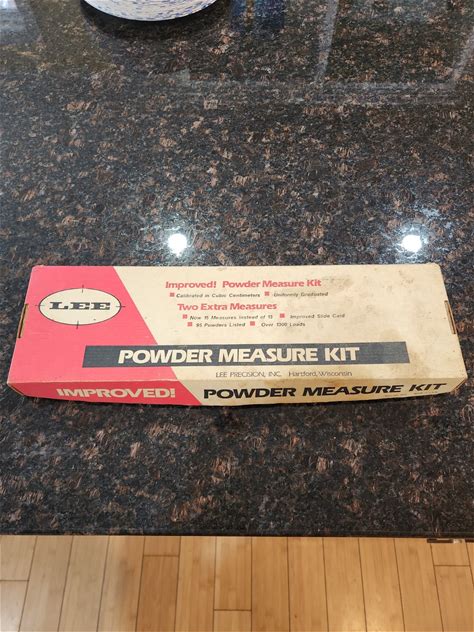 LEE
Improved! Powder Measure Kit
Calibrated in Cubic Centimeters Uniformly Graduated
Two Extra Measures
Now 15 Measures Instead of 13 Improved Slide Card
95 Powders Listed Over 1300 Loads
POWDER MEASURE KIT
LEE PRECISION, INC. Hartford, Wisconsin
IMPROVED! POWDER MEASURE KIT